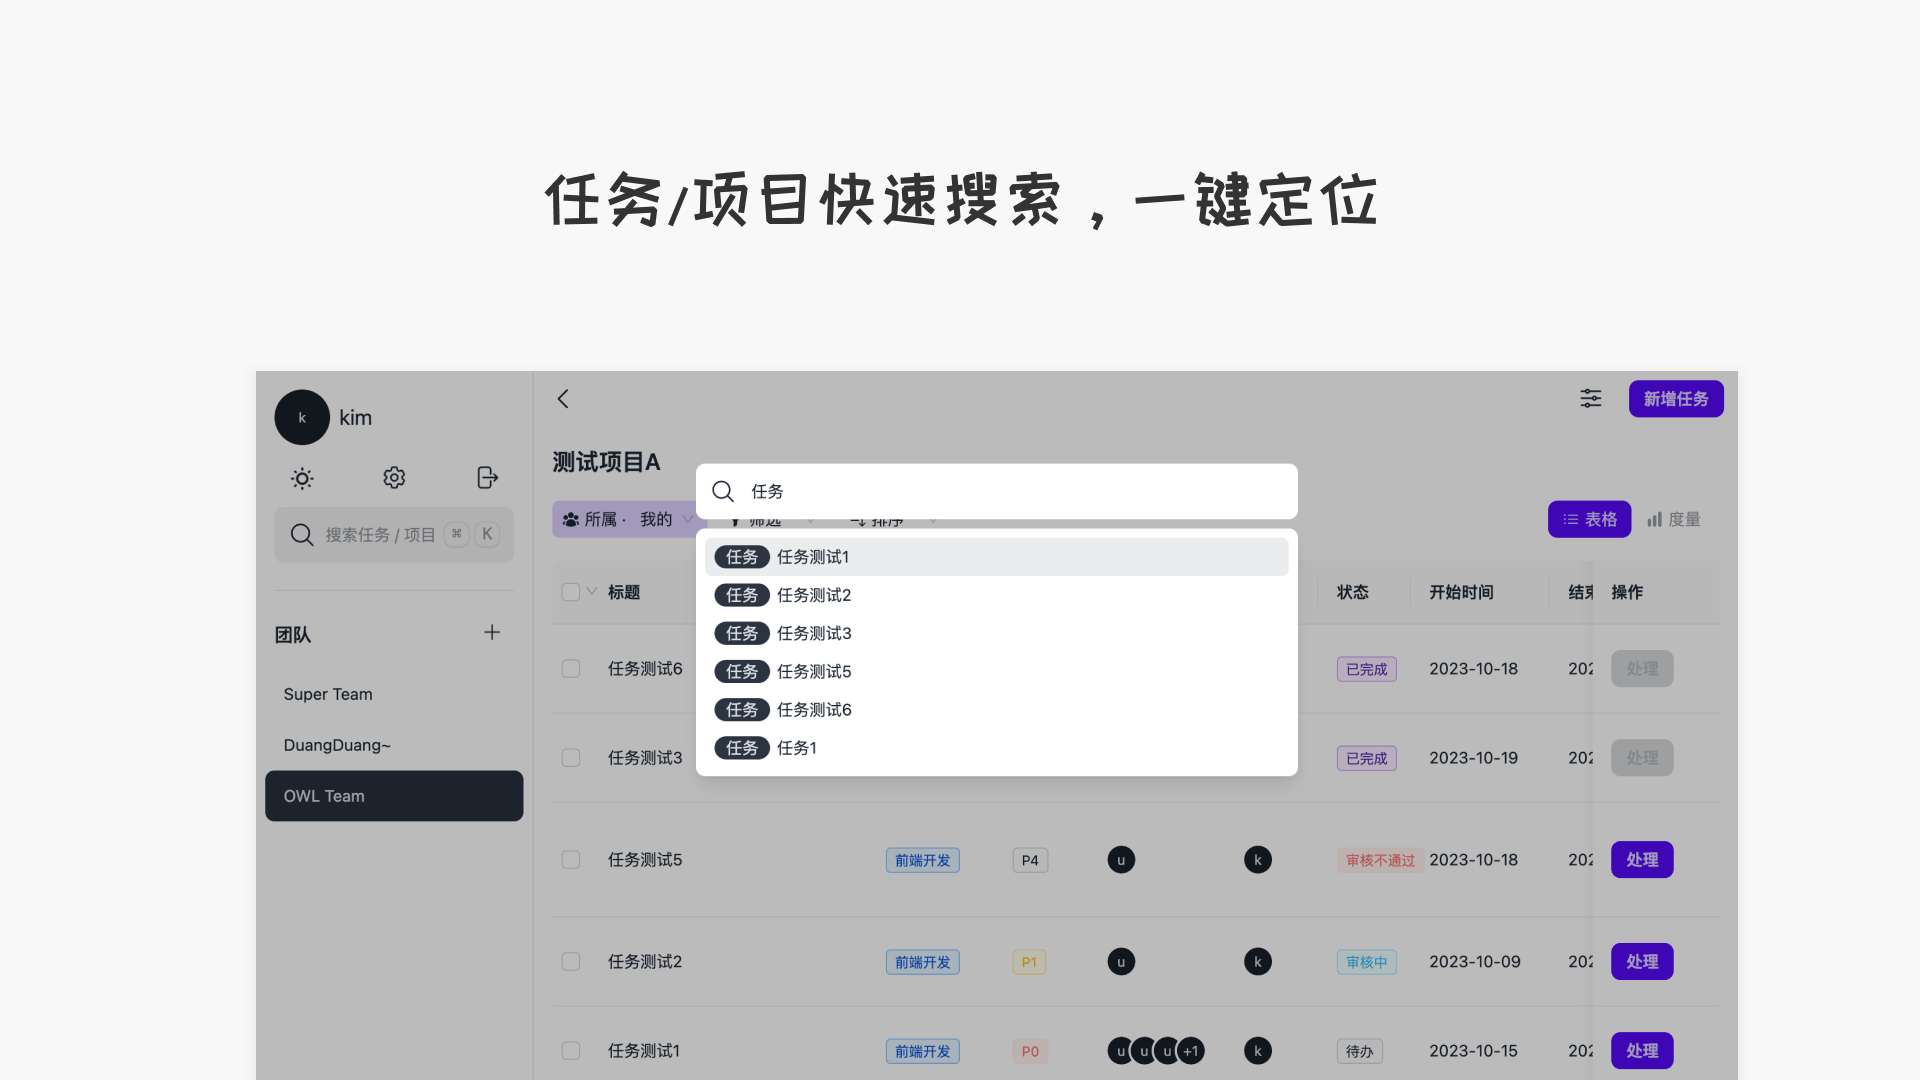 任务/项目快速搜索，一键定位
k
kim
搜索任务 / 项目 ⌘ K
团队
Super Team
DuangDuang~
OWL Team
新增任务
测试项目A
所属 · 我的
筛选
排序
表格
度量
任务
任务 任务测试1
任务 任务测试2
任务 任务测试3
任务 任务测试5
任务 任务测试6
任务 任务1
标题 状态 开始时间 结束 操作
任务测试6 已完成 2023-10-18 202 处理
任务测试3 已完成 2023-10-19 202 处理
任务测试5 前端开发 P4 u k 审核不通过 2023-10-18 202 处理
任务测试2 前端开发 P1 u k 审核中 2023-10-09 202 处理
任务测试1 前端开发 P0 u u u +1 k 待办 2023-10-15 202 处理